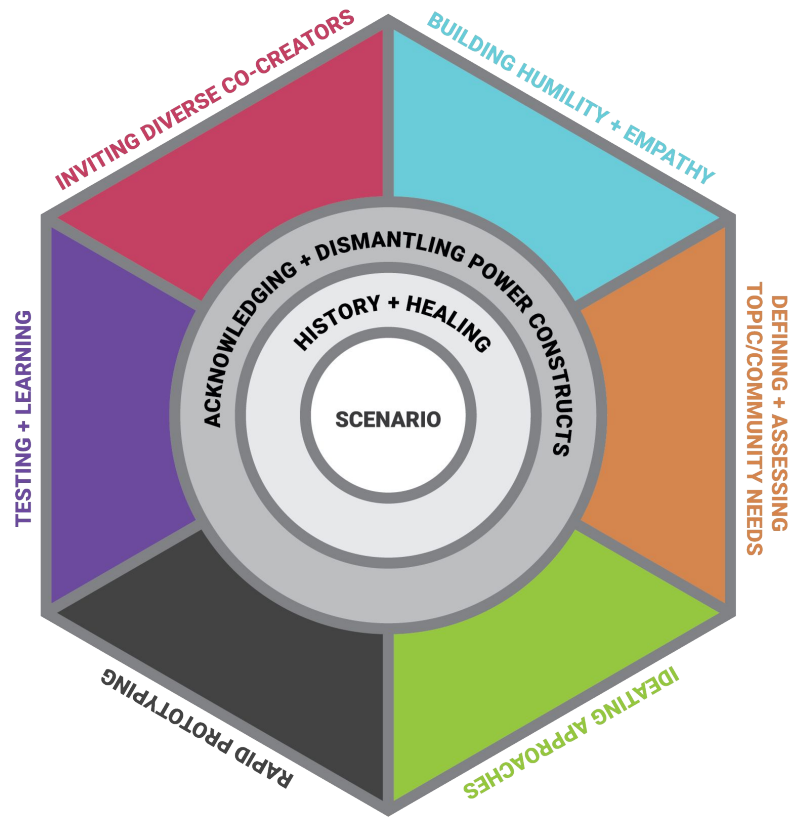 INVITING DIVERSE CO-CREATORS
BUILDING HUMILITY + EMPATHY
DEFINING + ASSESSING
TOPIC/COMMUNITY NEEDS
IDEATING APPROACHES
RAPID PROTOTYPING
TESTING + LEARNING
ACKNOWLEDGING + DISMANTLING POWER CONSTRUCTS
HISTORY + HEALING
SCENARIO